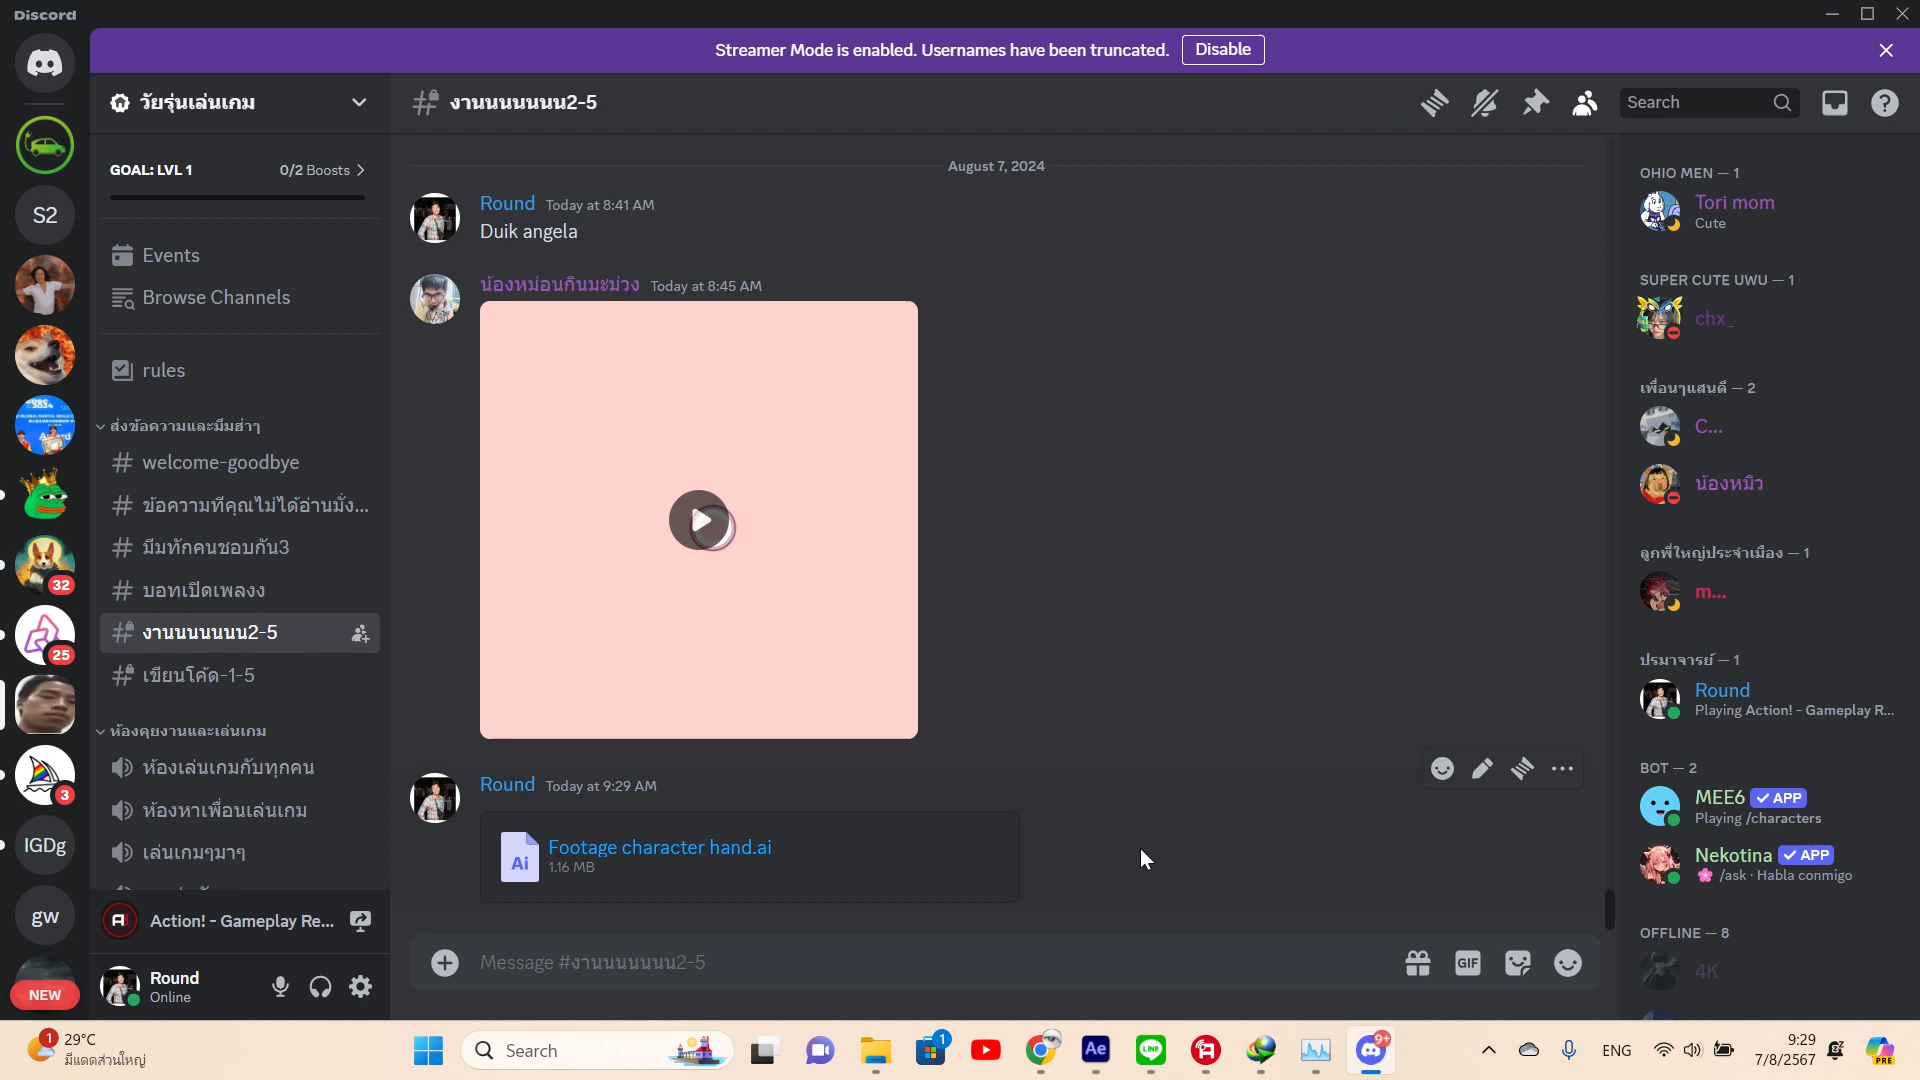 Discord
Streamer Mode is enabled. Usernames have been truncated. Disable
วัยรุ่นเล่นเกม
งานนนนนนน2-5
Search
GOAL: LVL 1
0/2 Boosts
Events
Browse Channels
rules
ส่งข้อความและมีมฮ่าๆ
welcome-goodbye
ข้อความที่คุณไม่ได้อ่านมั่ง...
มีมทักคนชอบกัน3
บอทเปิดเพลงง
งานนนนนนน2-5
เขียนโค้ด-1-5
ห้องคุยงานและเล่นเกม
ห้องเล่นเกมกับทุกคน
ห้องหาเพื่อนเล่นเกม
เล่นเกมๆมาๆ
Action! - Gameplay Re...
Round
Online
S2
32
25
3
IGDg
gw
NEW
August 7, 2024
Round Today at 8:41 AM
Duik angela
น้องหม่อนกินมะม่วง Today at 8:45 AM
Round Today at 9:29 AM
Ai
Footage character hand.ai
1.16 MB
Message #งานนนนนนน2-5
GIF
OHIO MEN — 1
Tori mom
Cute
SUPER CUTE UWU — 1
chx_
เพื่อนๆแสนดี — 2
C...
น้องหมิว
ลูกพี่ใหญ่ประจำเมือง — 1
m...
ปรมาจารย์ — 1
Round
Playing Action! - Gameplay R...
BOT — 2
MEE6 APP
Playing /characters
Nekotina APP
/ask · Habla conmigo
OFFLINE — 8
4K
1
29°C
มีแดดส่วนใหญ่
Search
1
Ae
LINE
9+
ENG
9:29
7/8/2567
PRE